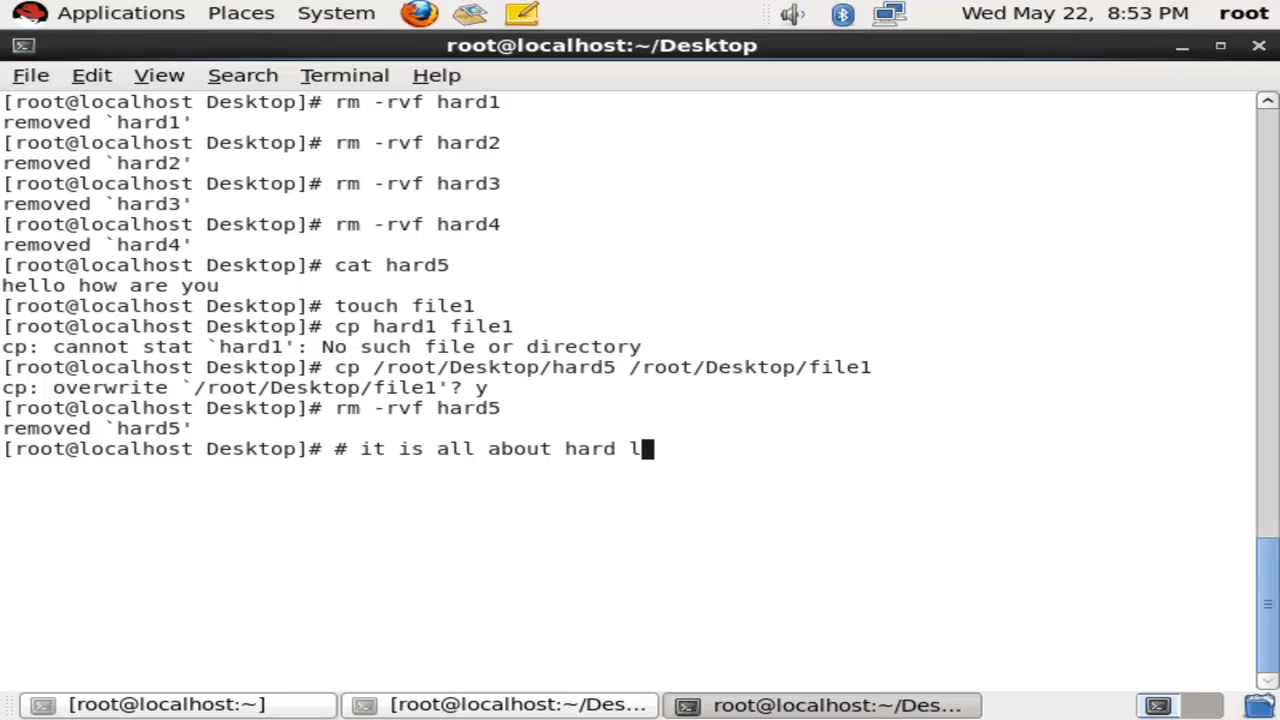 Applications Places System Wed May 22, 8:53 PM root
root@localhost:~/Desktop
File Edit View Search Terminal Help
[root@localhost Desktop]# rm -rvf hard1
removed `hard1'
[root@localhost Desktop]# rm -rvf hard2
removed `hard2'
[root@localhost Desktop]# rm -rvf hard3
removed `hard3'
[root@localhost Desktop]# rm -rvf hard4
removed `hard4'
[root@localhost Desktop]# cat hard5
hello how are you
[root@localhost Desktop]# touch file1
[root@localhost Desktop]# cp hard1 file1
cp: cannot stat `hard1': No such file or directory
[root@localhost Desktop]# cp /root/Desktop/hard5 /root/Desktop/file1
cp: overwrite `/root/Desktop/file1'? y
[root@localhost Desktop]# rm -rvf hard5
removed `hard5'
[root@localhost Desktop]# # it is all about hard l
[root@localhost:~] [root@localhost:~/Des... root@localhost:~/Des...